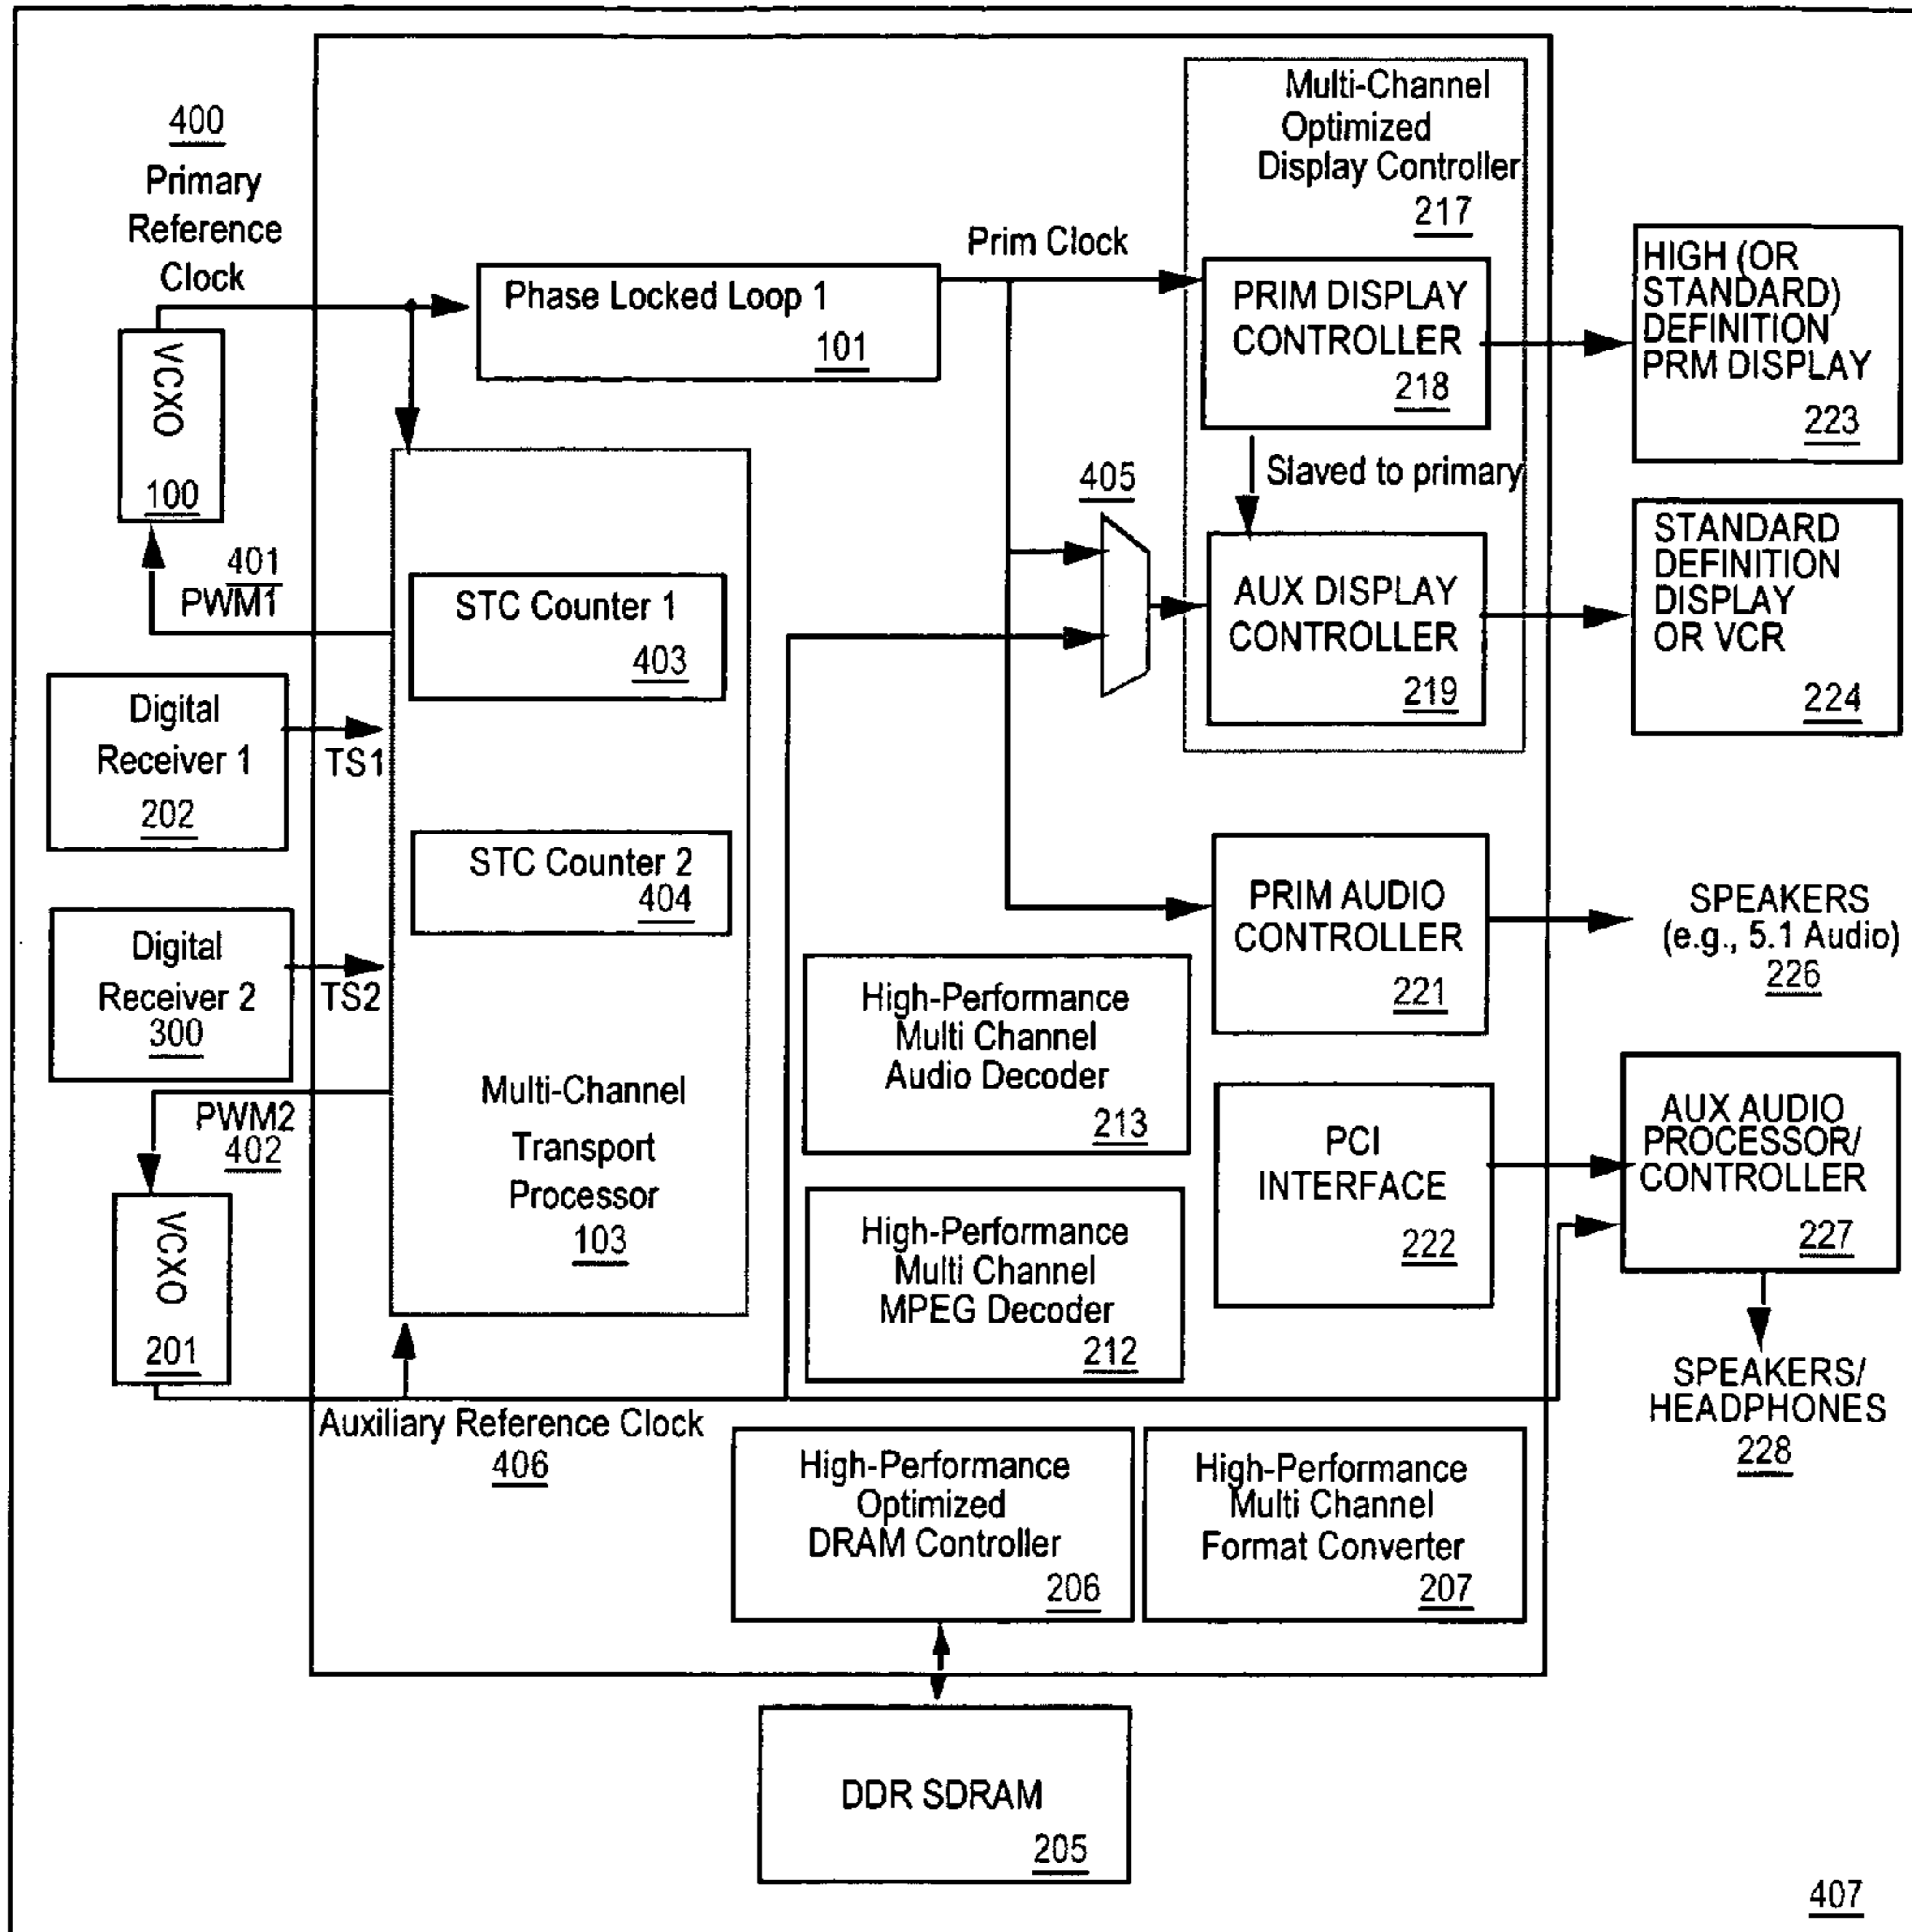 400
Primary
Reference
Clock
VCXO
100
401
PWM1
Digital
Receiver 1
202
TS1
Digital
Receiver 2
300
TS2
PWM2
402
VCXO
201
Auxiliary Reference Clock
406
Phase Locked Loop 1
101
Prim Clock
STC Counter 1
403
STC Counter 2
404
Multi-Channel
Transport
Processor
103
Multi-Channel
Optimized
Display Controller
217
PRIM DISPLAY
CONTROLLER
218
Slaved to primary
405
AUX DISPLAY
CONTROLLER
219
PRIM AUDIO
CONTROLLER
221
High-Performance
Multi Channel
Audio Decoder
213
PCI
INTERFACE
222
High-Performance
Multi Channel
MPEG Decoder
212
High-Performance
Optimized
DRAM Controller
206
High-Performance
Multi Channel
Format Converter
207
DDR SDRAM
205
HIGH (OR
STANDARD)
DEFINITION
PRM DISPLAY
223
STANDARD
DEFINITION
DISPLAY
OR VCR
224
SPEAKERS
(e.g., 5.1 Audio)
226
AUX AUDIO
PROCESSOR/
CONTROLLER
227
SPEAKERS/
HEADPHONES
228
407